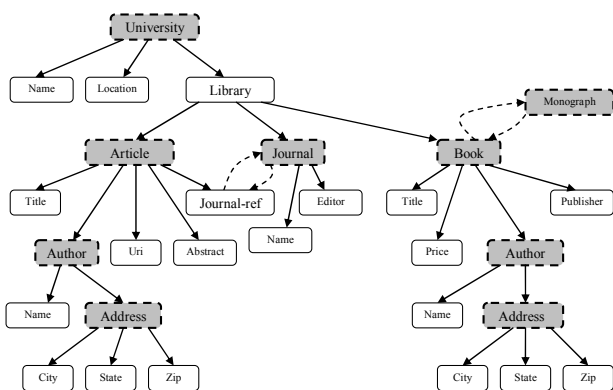 University
Name
Location
Library
Monograph
Article
Journal
Book
Title
Journal-ref
Editor
Title
Publisher
Author
Uri
Abstract
Name
Price
Author
Name
Address
Name
Address
City
State
Zip
City
State
Zip